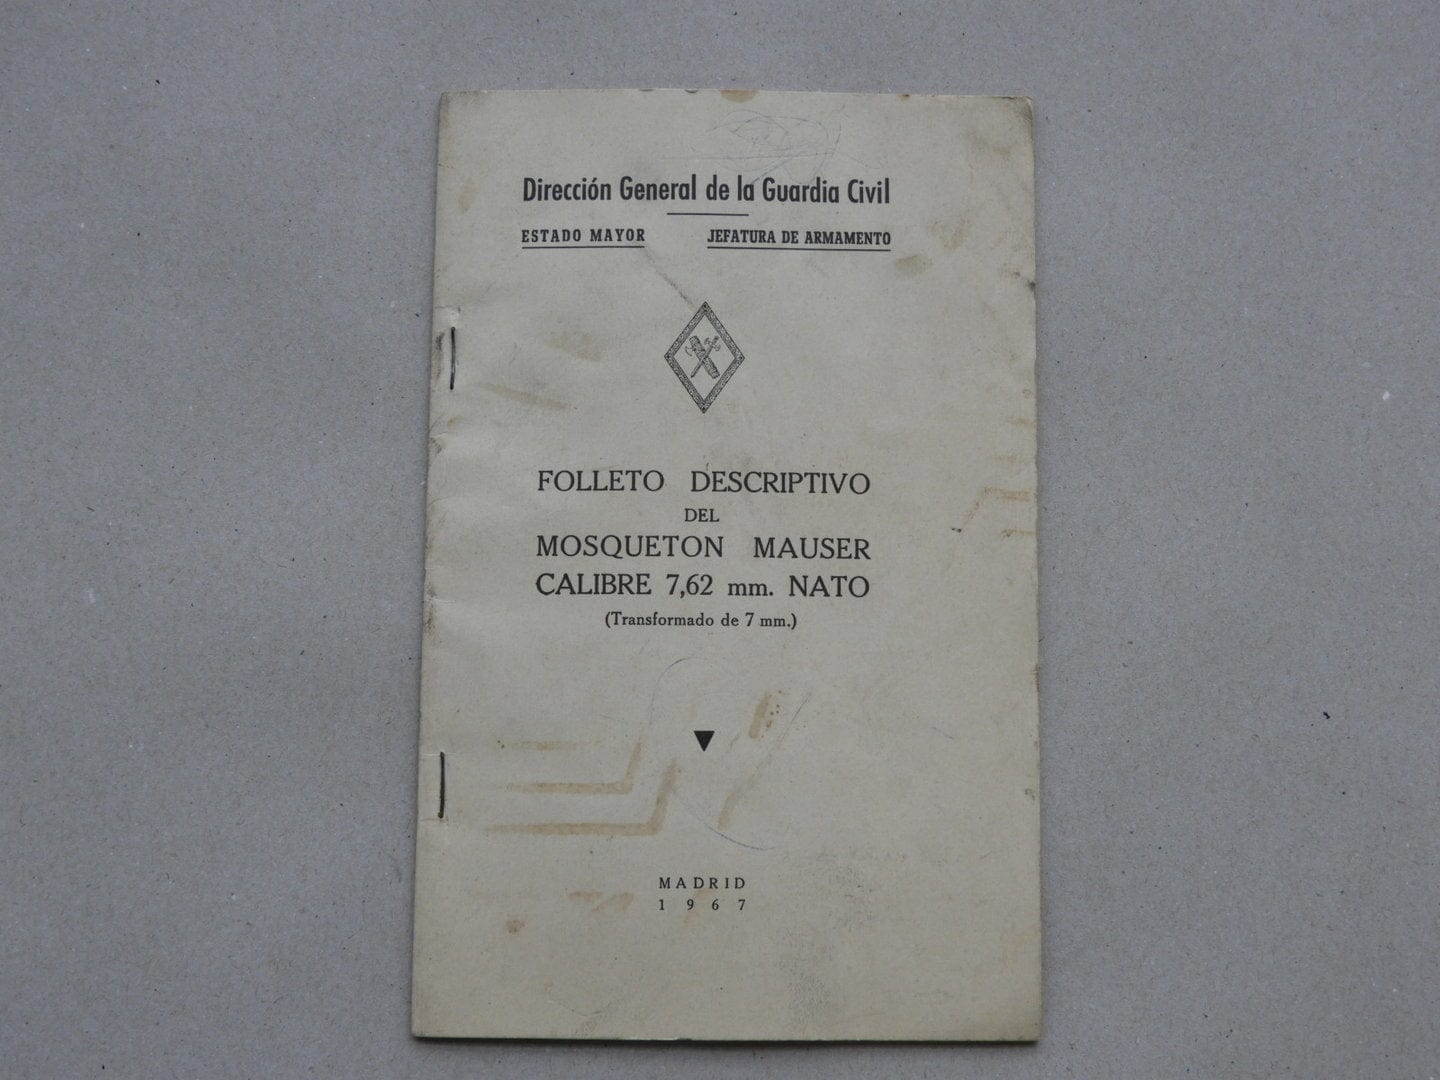 Dirección General de la Guardia Civil
ESTADO MAYOR JEFATURA DE ARMAMENTO
FOLLETO DESCRIPTIVO
DEL
MOSQUETON MAUSER
CALIBRE 7,62 mm. NATO
(Transformado de 7 mm.)
MADRID
1967